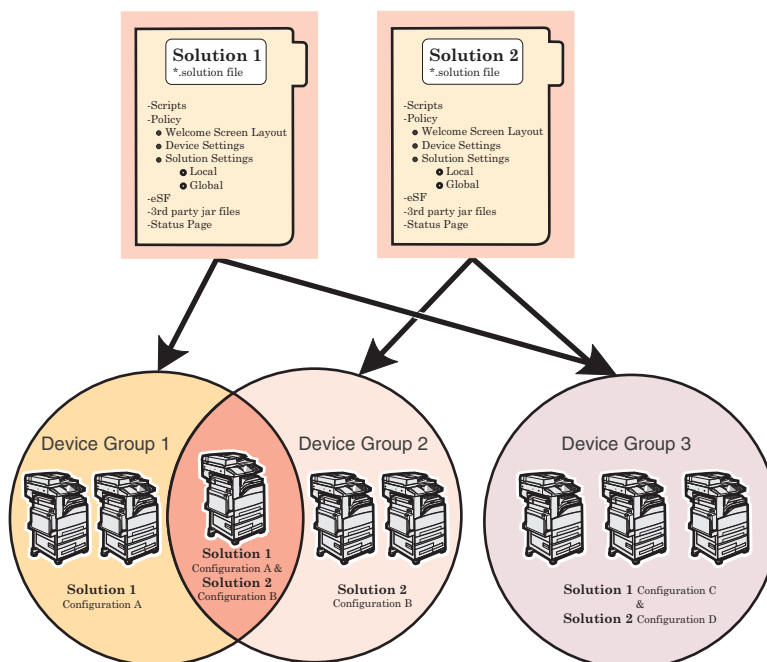 Solution 1
*.solution file
-Scripts
-Policy
● Welcome Screen Layout
● Device Settings
● Solution Settings
● Local
● Global
-eSF
-3rd party jar files
-Status Page
Solution 2
*.solution file
-Scripts
-Policy
● Welcome Screen Layout
● Device Settings
● Solution Settings
● Local
● Global
-eSF
-3rd party jar files
-Status Page
Device Group 1
Solution 1
Configuration A
Solution 1
Configuration A &
Solution 2
Configuration B
Device Group 2
Solution 2
Configuration B
Device Group 3
Solution 1 Configuration C
&
Solution 2 Configuration D